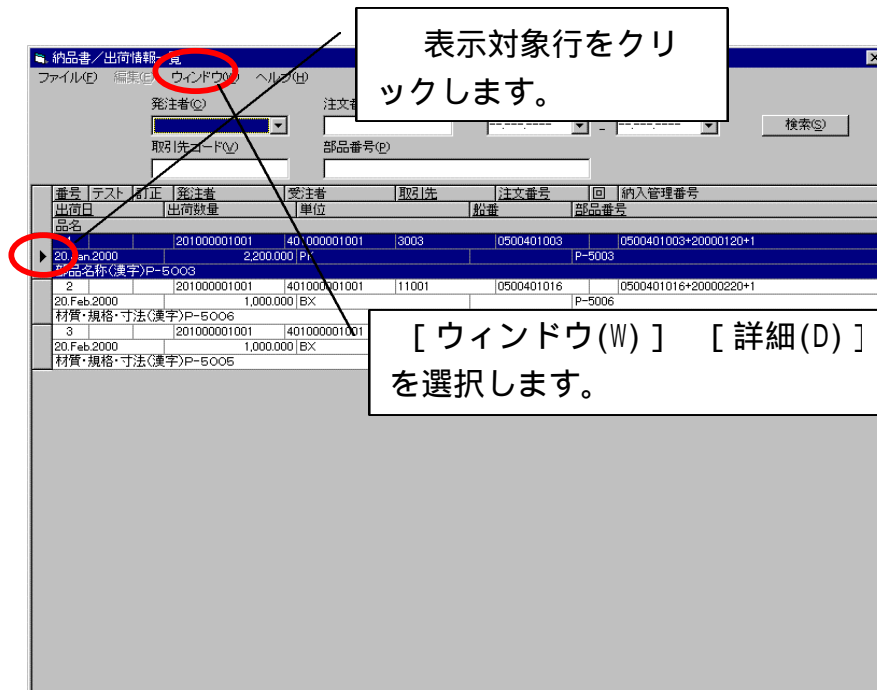 表示対象行をクリ
ックします。
納品書／出荷情報一覧
ファイル(F) 編集(E) ウィンドウ(W) ヘルプ(H)
発注者(C) 注文番
--.---.---- - --.---.---- 検索(S)
取引先コード(V) 部品番号(P)
番号 テスト 訂正 発注者 受注者 取引先 注文番号 回 納入管理番号
出荷日 出荷数量 単位 船番 部品番号
品名
1 201000001001 401000001001 3003 0500401003 0500401003+20000120+1
20.Jan.2000 2,200.000 PK P-5003
部品名称(漢字)P-5003
2 201000001001 401000001001 11001 0500401016 0500401016+20000220+1
20.Feb.2000 1,000.000 BX P-5006
材質・規格・寸法(漢字)P-5006
3 201000001001 401000001001
20.Feb.2000 1,000.000 BX
材質・規格・寸法(漢字)P-5005
［ウィンドウ(W)］ ［詳細(D)］
を選択します。